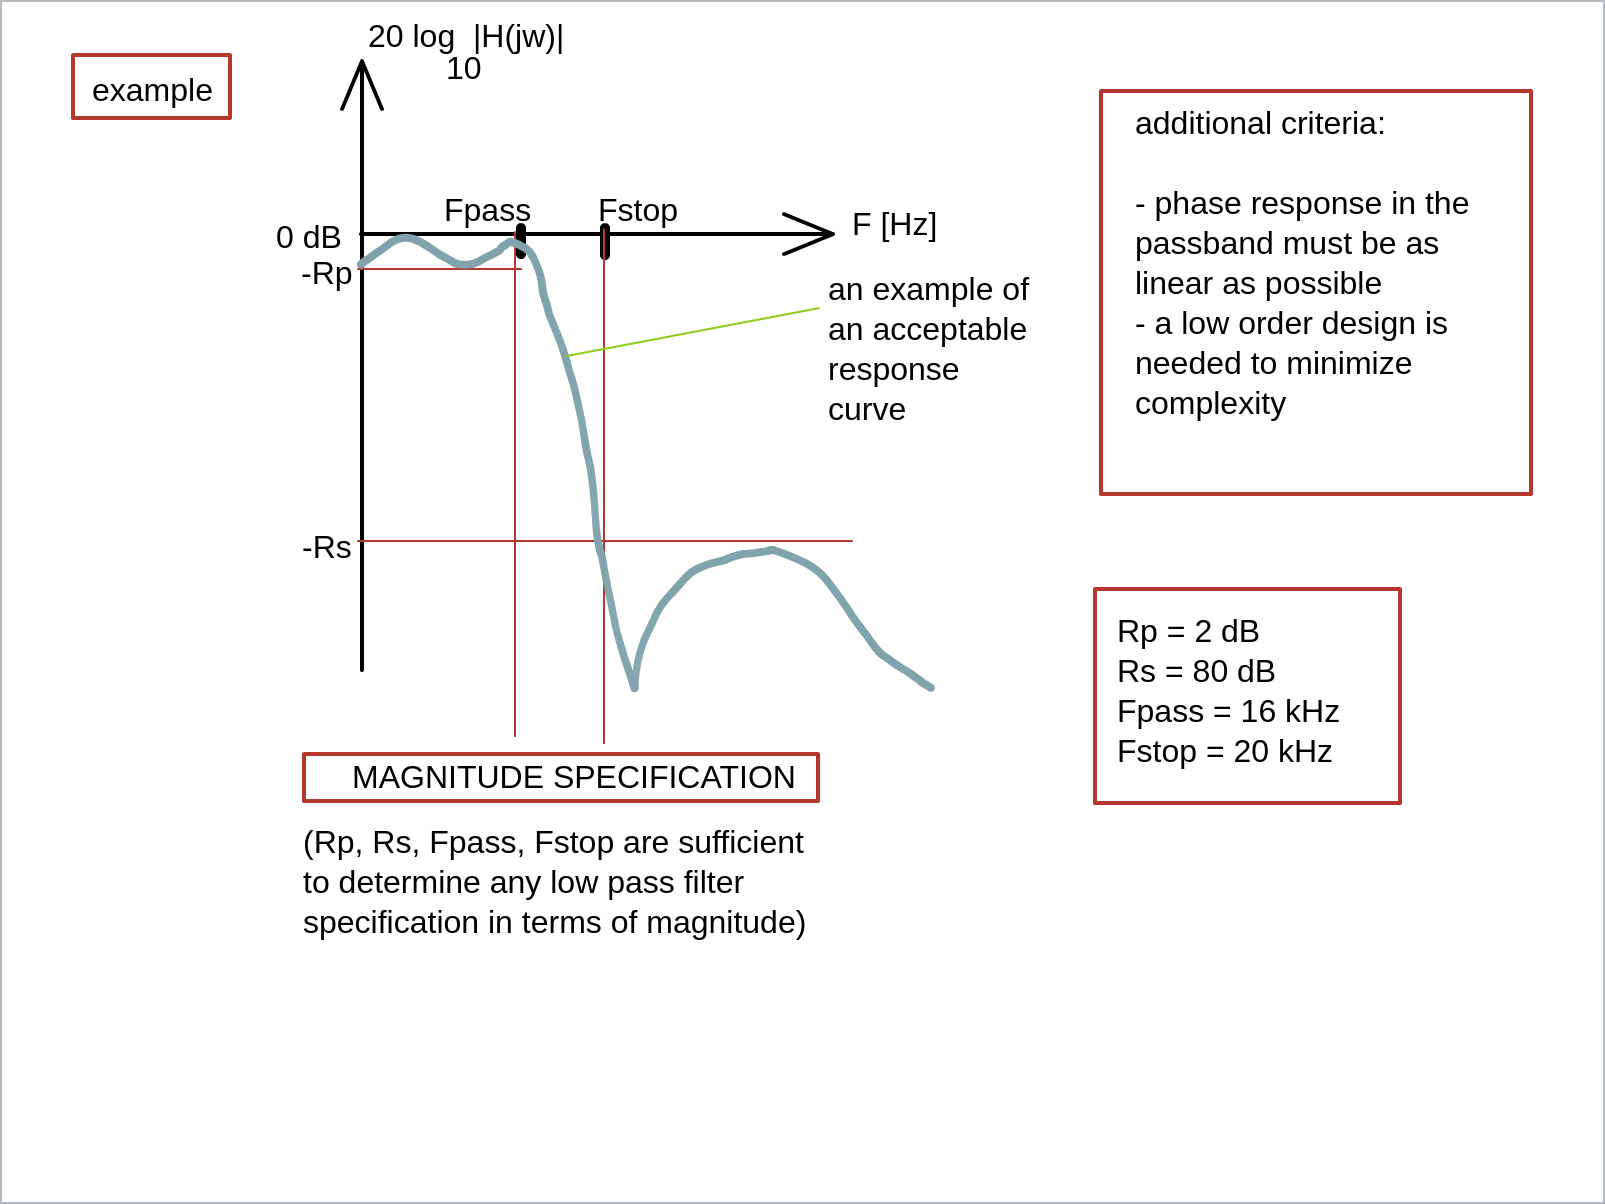 20 log |H(jw)|
10
example
additional criteria:
- phase response in the
passband must be as
linear as possible
- a low order design is
needed to minimize
complexity
Fpass Fstop
F [Hz]
0 dB
-Rp
an example of
an acceptable
response
curve
-Rs
Rp = 2 dB
Rs = 80 dB
Fpass = 16 kHz
Fstop = 20 kHz
MAGNITUDE SPECIFICATION
(Rp, Rs, Fpass, Fstop are sufficient
to determine any low pass filter
specification in terms of magnitude)